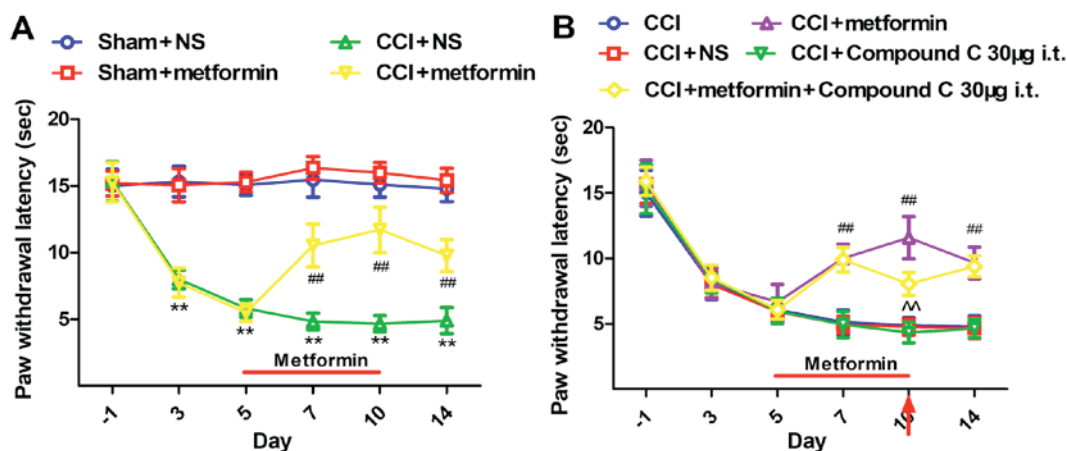 A
Sham+NS
CCI+NS
Sham+metformin
CCI+metformin
Paw withdrawal latency (sec)
20
15
10
5
**
**
##
**
##
**
##
**
Metformin
-1
3
5
7
10
14
Day
B
CCI
CCI+metformin
CCI+NS
CCI+Compound C 30µg i.t.
CCI+metformin+Compound C 30µg i.t.
Paw withdrawal latency (sec)
20
15
10
5
##
##
##
^^
Metformin
-1
3
5
7
10
14
Day